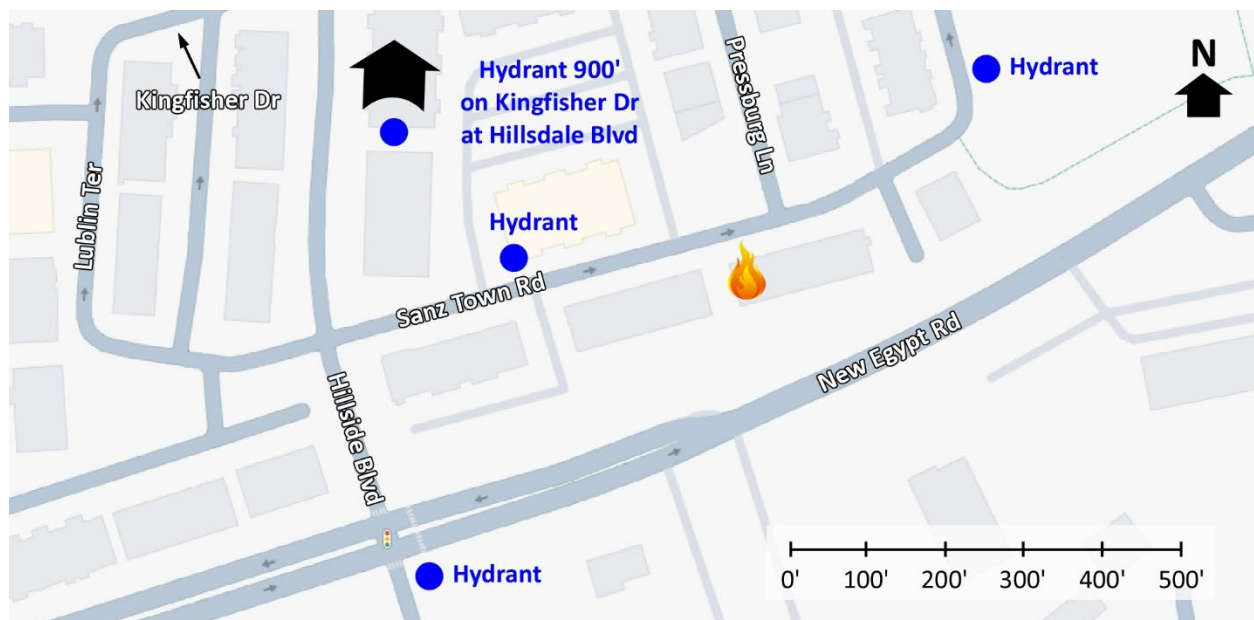 Hydrant 900'
on Kingfisher Dr
at Hillsdale Blvd
Kingfisher Dr
Pressburg Ln
Hydrant
N
Lublin Ter
Hydrant
Sanz Town Rd
New Egypt Rd
Hillside Blvd
Hydrant
0' 100' 200' 300' 400' 500'